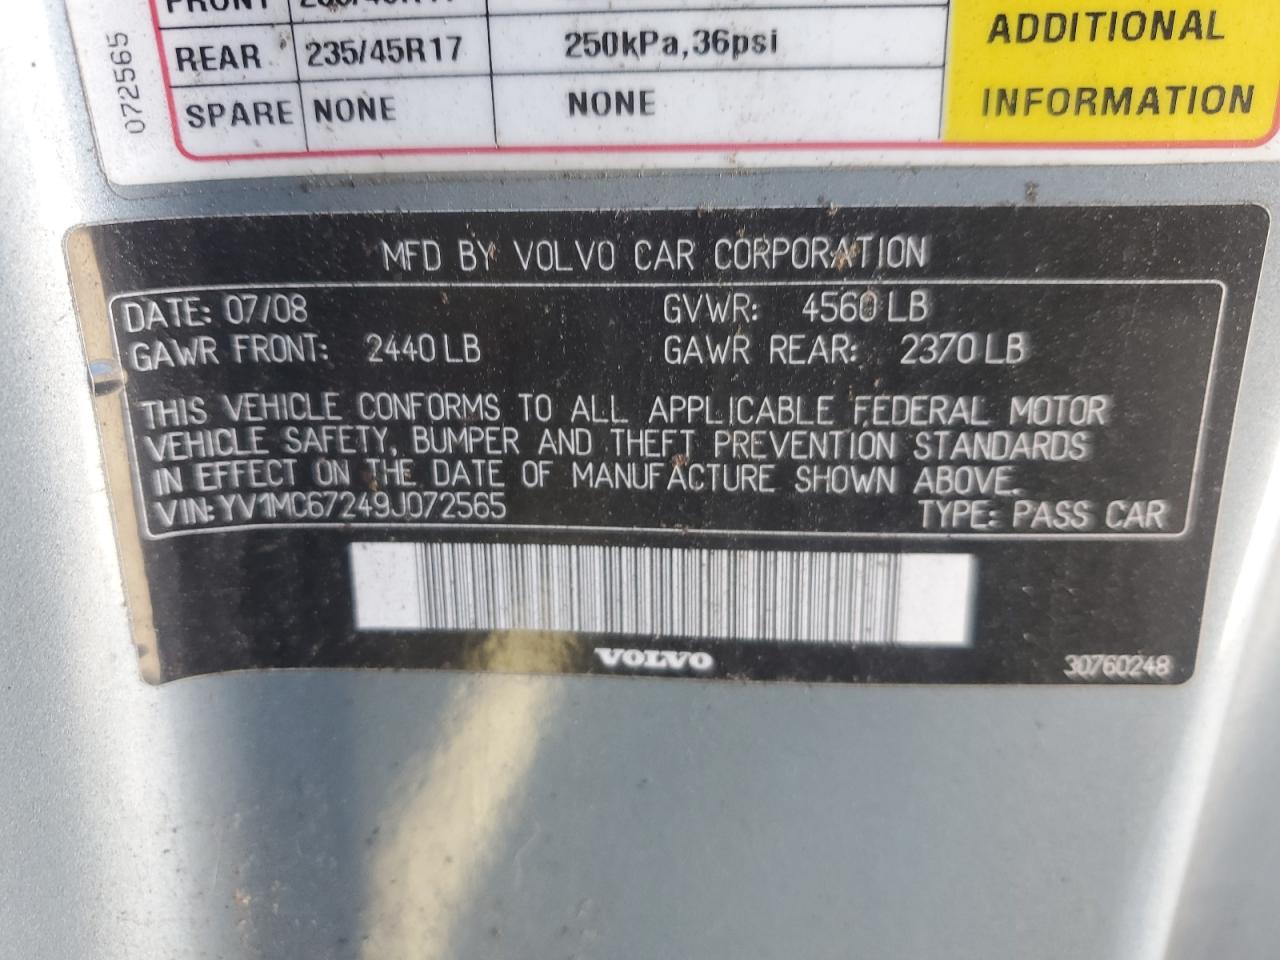 072565
REAR 235/45R17 250kPa,36psi
SPARE NONE NONE
ADDITIONAL
INFORMATION
MFD BY VOLVO CAR CORPORATION
DATE: 07/08 GVWR: 4560 LB
GAWR FRONT: 2440 LB GAWR REAR: 2370 LB
THIS VEHICLE CONFORMS TO ALL APPLICABLE FEDERAL MOTOR
VEHICLE SAFETY, BUMPER AND THEFT PREVENTION STANDARDS
IN EFFECT ON THE DATE OF MANUFACTURE SHOWN ABOVE.
VIN: YV1MC67249J072565 TYPE: PASS CAR
VOLVO
30760248